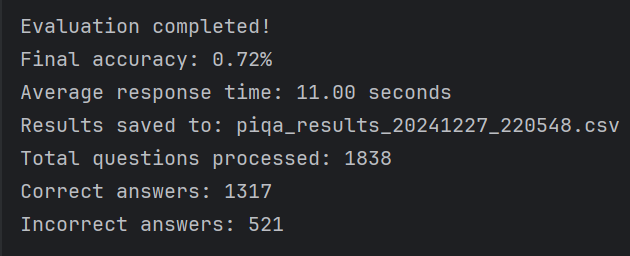 Evaluation completed!
Final accuracy: 0.72%
Average response time: 11.00 seconds
Results saved to: piqa_results_20241227_220548.csv
Total questions processed: 1838
Correct answers: 1317
Incorrect answers: 521